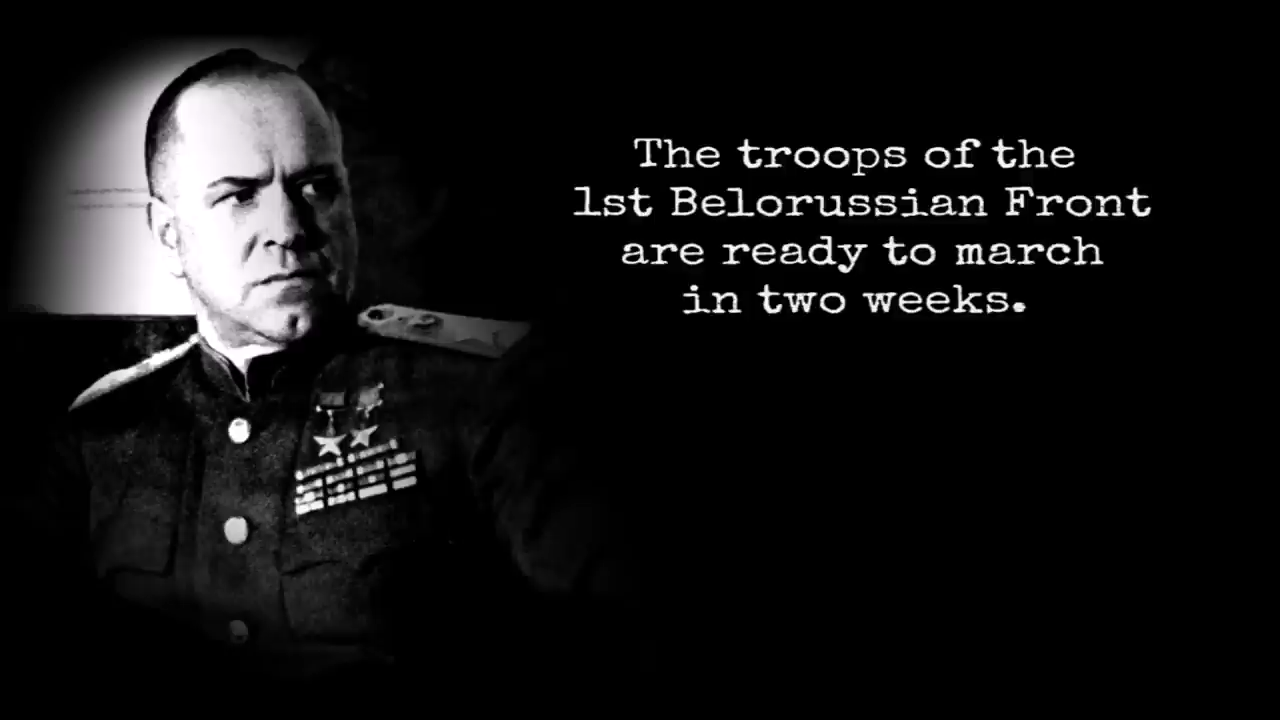 The troops of the
1st Belorussian Front
are ready to march
in two weeks.